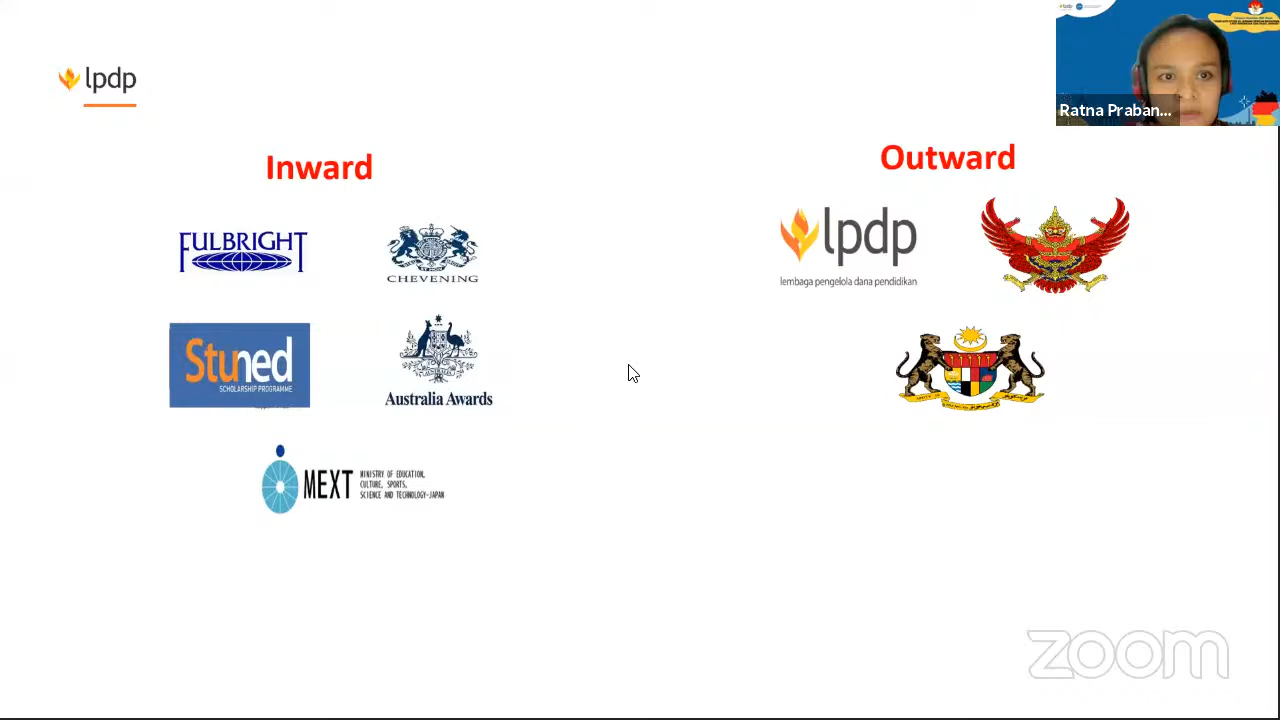 lpdp
Ratna Praban...
Inward
Outward
FULBRIGHT
CHEVENING
lpdp
lembaga pengelola dana pendidikan
Stuned
SCHOLARSHIP PROGRAMME
Australia Awards
MEXT
MINISTRY OF EDUCATION,
CULTURE, SPORTS,
SCIENCE AND TECHNOLOGY-JAPAN
zoom